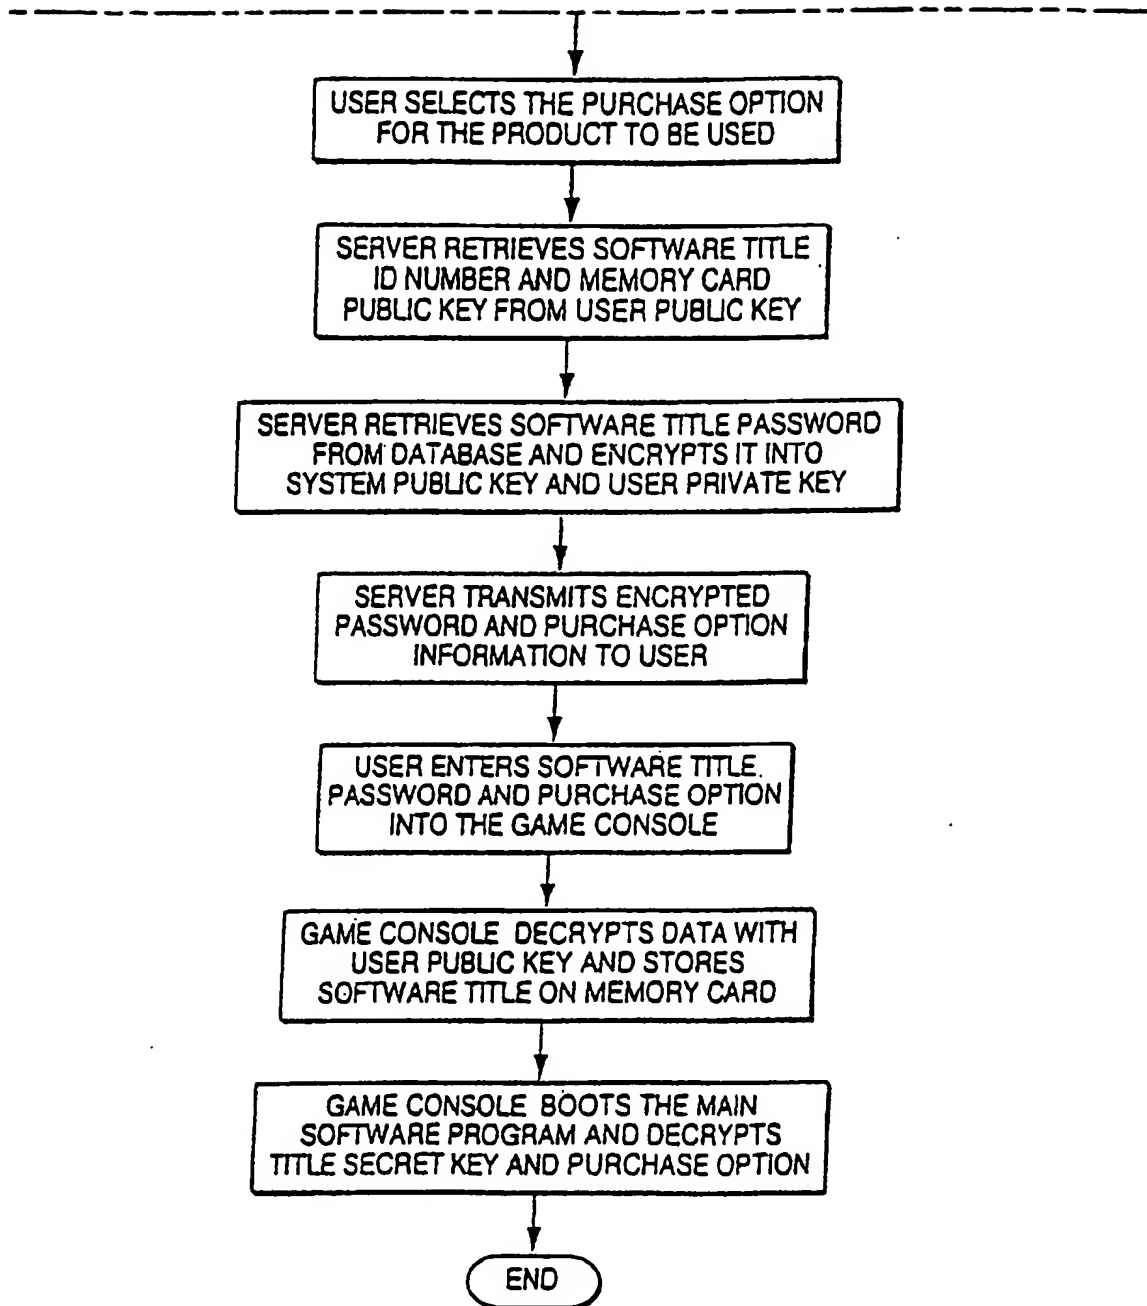 USER SELECTS THE PURCHASE OPTION
FOR THE PRODUCT TO BE USED
SERVER RETRIEVES SOFTWARE TITLE
ID NUMBER AND MEMORY CARD
PUBLIC KEY FROM USER PUBLIC KEY
SERVER RETRIEVES SOFTWARE TITLE PASSWORD
FROM DATABASE AND ENCRYPTS IT INTO
SYSTEM PUBLIC KEY AND USER PRIVATE KEY
SERVER TRANSMITS ENCRYPTED
PASSWORD AND PURCHASE OPTION
INFORMATION TO USER
USER ENTERS SOFTWARE TITLE.
PASSWORD AND PURCHASE OPTION
INTO THE GAME CONSOLE
GAME CONSOLE DECRYPTS DATA WITH
USER PUBLIC KEY AND STORES
SOFTWARE TITLE ON MEMORY CARD
GAME CONSOLE BOOTS THE MAIN
SOFTWARE PROGRAM AND DECRYPTS
TITLE SECRET KEY AND PURCHASE OPTION
END